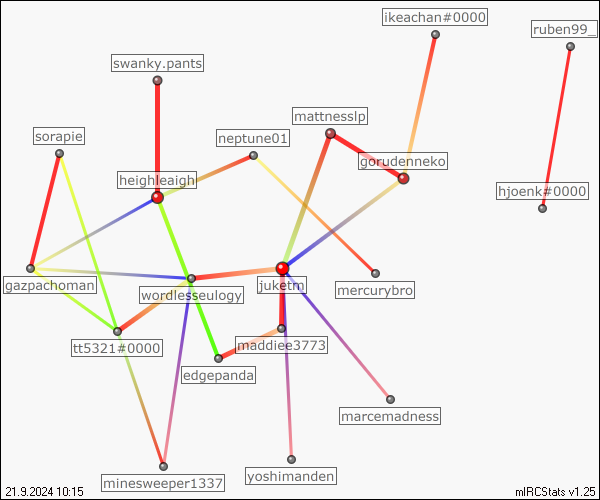 ikeachan#0000
ruben99_
swanky.pants
mattnesslp
sorapie
neptune01
gorudenneko
heighleaigh
hjoenk#0000
gazpachoman
wordlesseulogy
juketm
mercurybro
tt5321#0000
maddiee3773
edgepanda
marcemadness
minesweeper1337
yoshimanden
21.9.2024 10:15
mIRCStats v1.25